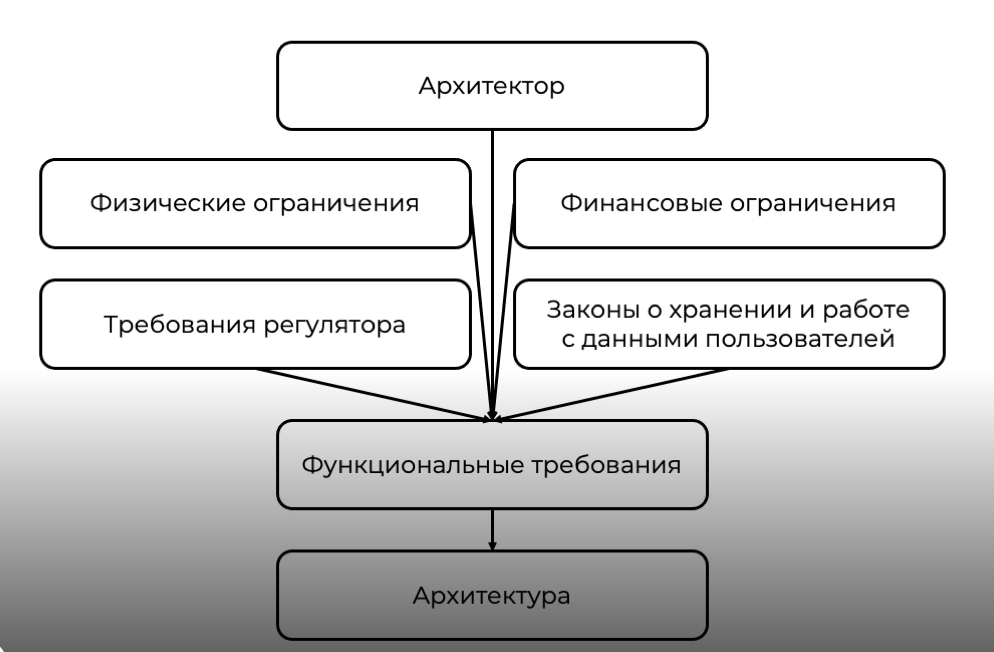 Архитектор
Физические ограничения
Финансовые ограничения
Требования регулятора
Законы о хранении и работе
с данными пользователей
Функциональные требования
Архитектура